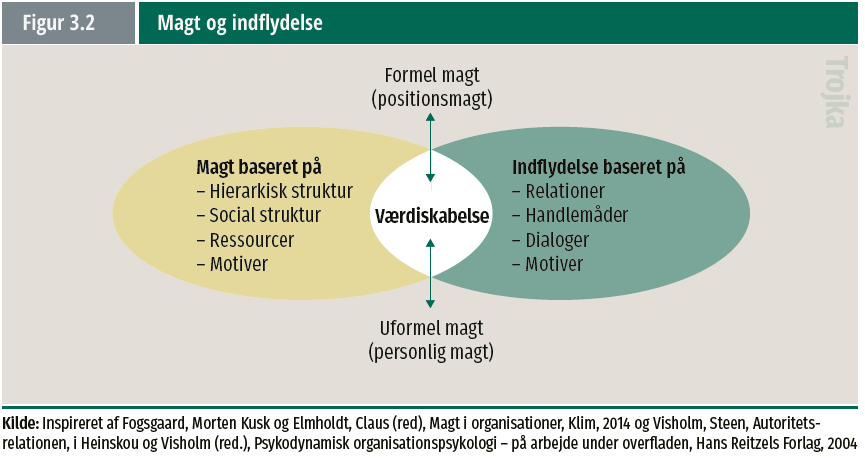 Figur 3.2
Magt og indflydelse
Trojka
Formel magt
(positionsmagt)
Magt baseret på
– Hierarkisk struktur
– Social struktur
– Ressourcer
– Motiver
Værdiskabelse
Indflydelse baseret på
– Relationer
– Handlemåder
– Dialoger
– Motiver
Uformel magt
(personlig magt)
Kilde: Inspireret af Fogsgaard, Morten Kusk og Elmholdt, Claus (red), Magt i organisationer, Klim, 2014 og Visholm, Steen, Autoritets-
relationen, i Heinskou og Visholm (red.), Psykodynamisk organisationspsykologi – på arbejde under overfladen, Hans Reitzels Forlag, 2004